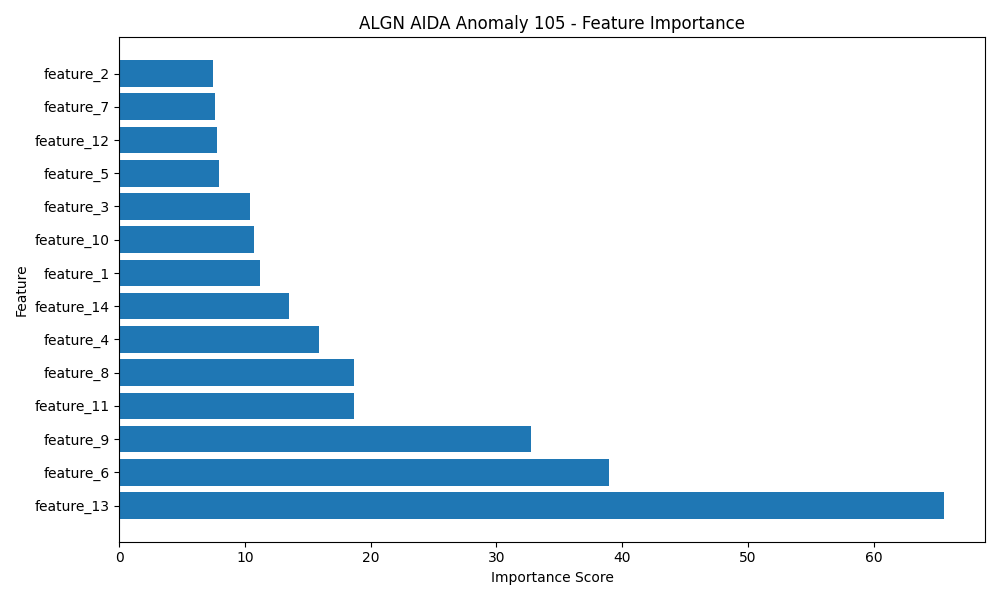 ALGN AIDA Anomaly 105 - Feature Importance
Feature
feature_2
feature_7
feature_12
feature_5
feature_3
feature_10
feature_1
feature_14
feature_4
feature_8
feature_11
feature_9
feature_6
feature_13
0 10 20 30 40 50 60
Importance Score